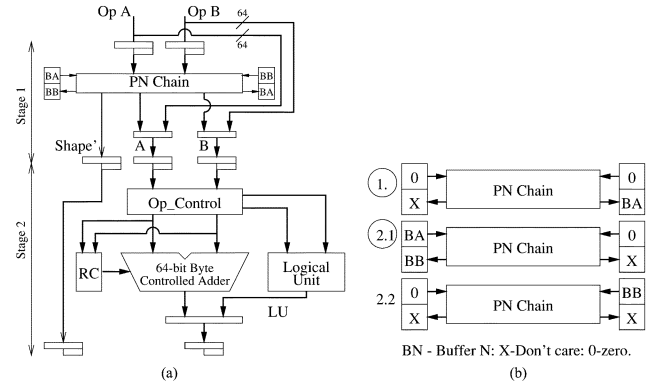 Op A
Op B
64
64
Stage 1
BA
BB
PN Chain
BB
BA
Shape'
A
B
Stage 2
Op_Control
RC
64-bit Byte
Controlled Adder
Logical
Unit
LU
(a)
1.
0
X
PN Chain
0
BA
2.1
BA
BB
PN Chain
0
X
2.2
0
X
PN Chain
BB
X
BN - Buffer N: X-Don't care: 0-zero.
(b)